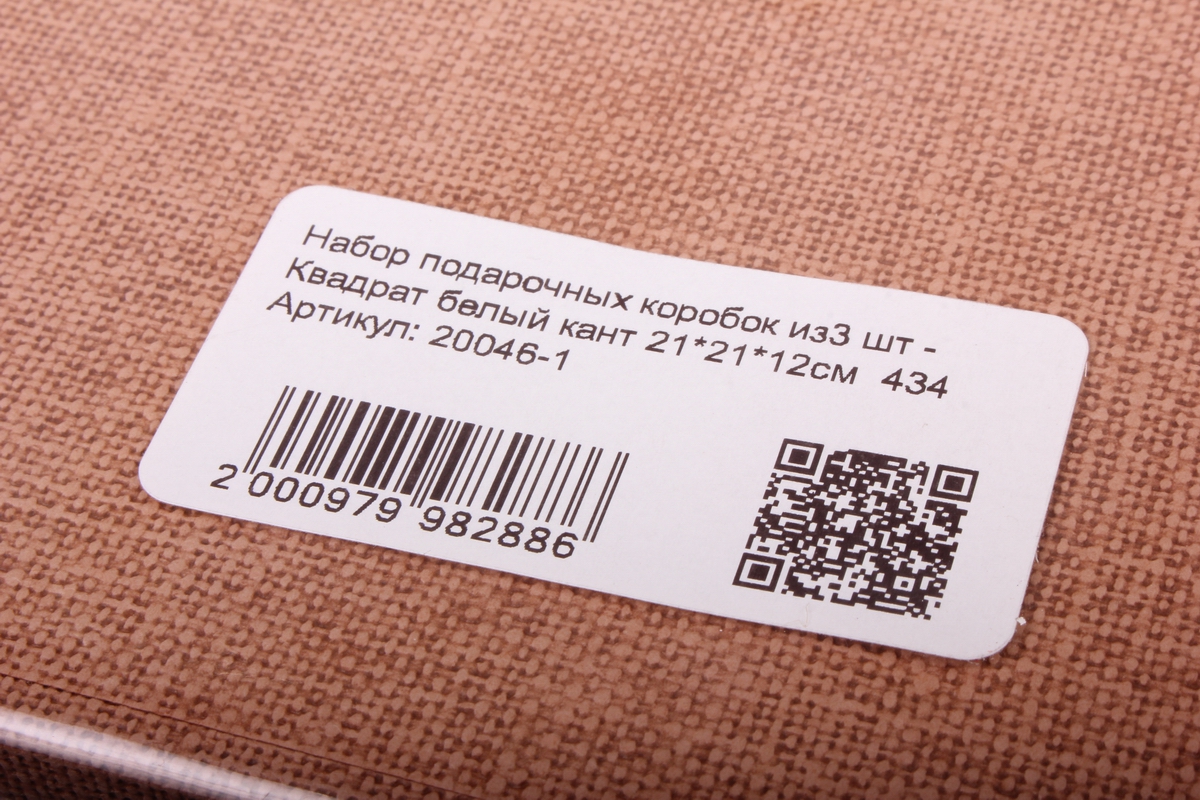 Набор подарочных коробок из3 шт -
Квадрат белый кант 21*21*12см 434
Артикул: 20046-1
2 000979 982886